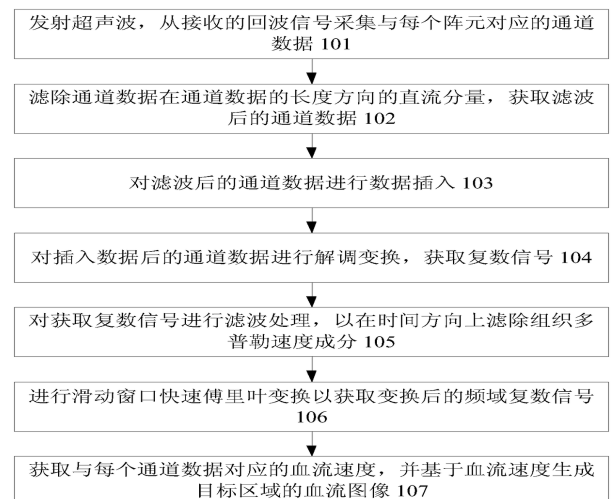 发射超声波，从接收的回波信号采集与每个阵元对应的通道
数据 101
滤除通道数据在通道数据的长度方向的直流分量，获取滤波
后的通道数据 102
对滤波后的通道数据进行数据插入 103
对插入数据后的通道数据进行解调变换，获取复数信号 104
对获取复数信号进行滤波处理，以在时间方向上滤除组织多
普勒速度成分 105
进行滑动窗口快速傅里叶变换以获取变换后的频域复数信号
106
获取与每个通道数据对应的血流速度，并基于血流速度生成
目标区域的血流图像 107